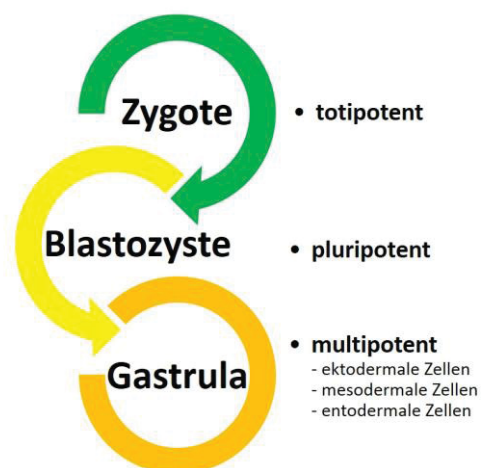 Zygote
• totipotent
Blastozyste
• pluripotent
Gastrula
• multipotent
- ektodermale Zellen
- mesodermale Zellen
- entodermale Zellen